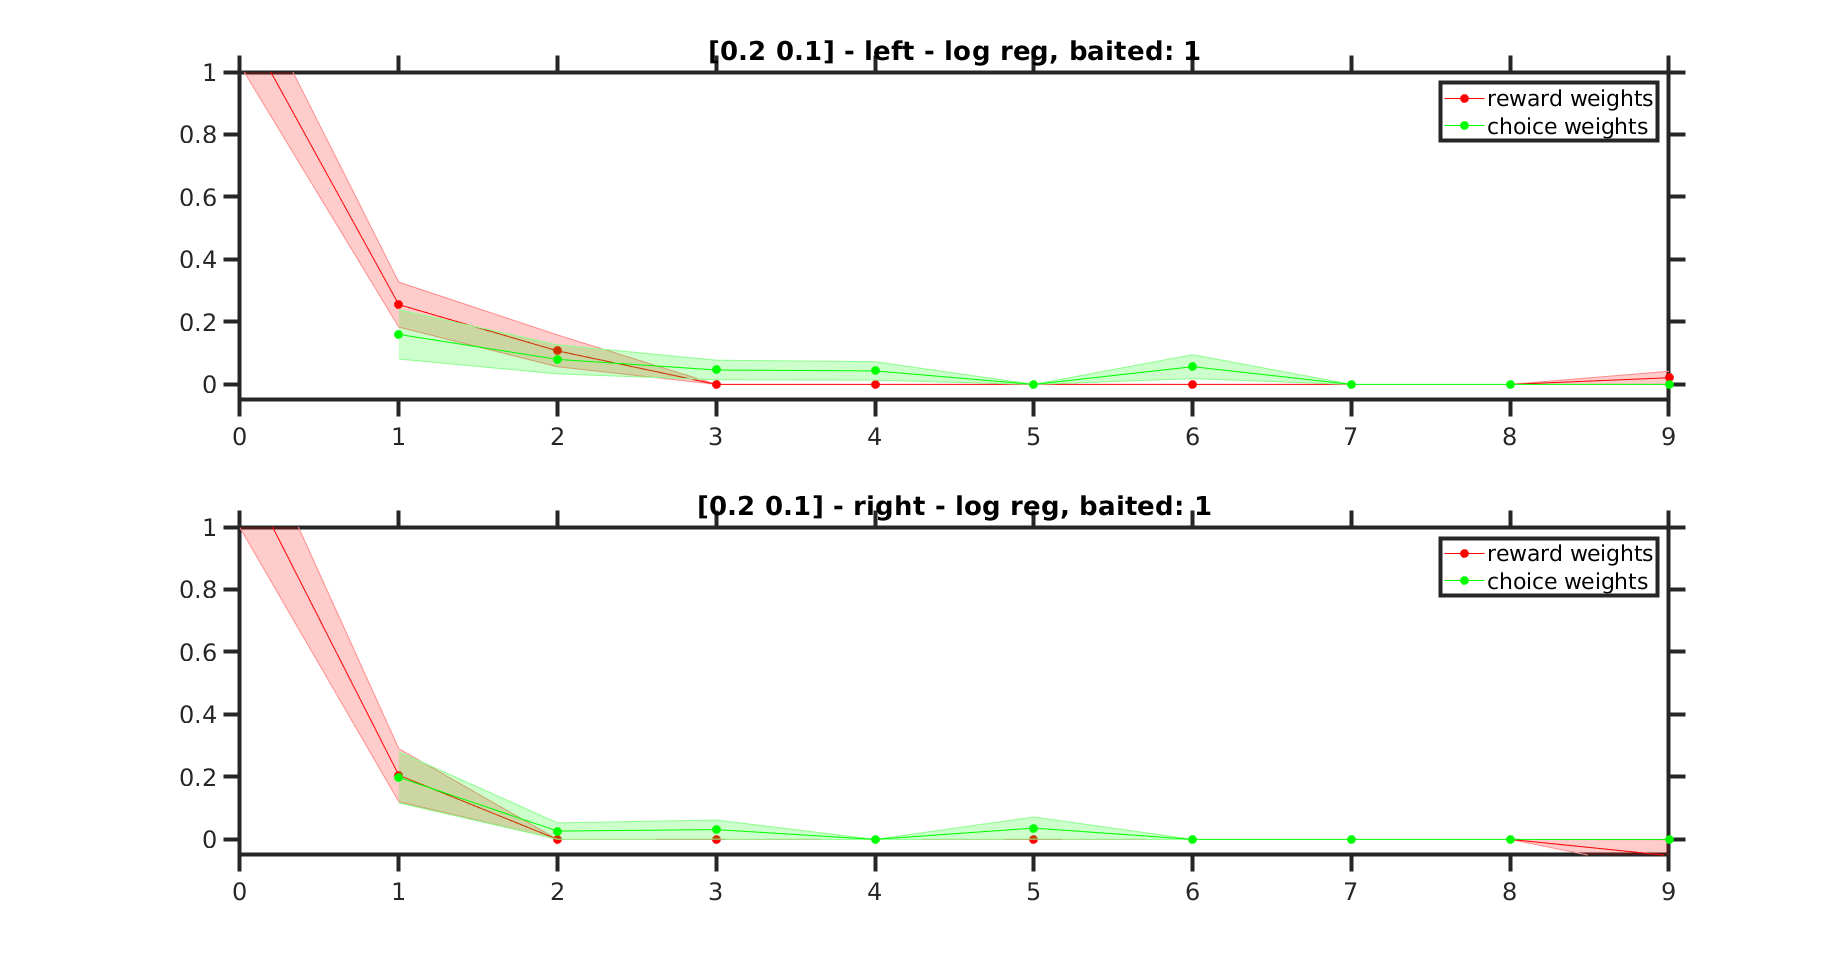 [0.2 0.1] - left - log reg, baited: 1
1
0.8
0.6
0.4
0.2
0
reward weights
choice weights
0 1 2 3 4 5 6 7 8 9
[0.2 0.1] - right - log reg, baited: 1
1
0.8
0.6
0.4
0.2
0
reward weights
choice weights
0 1 2 3 4 5 6 7 8 9